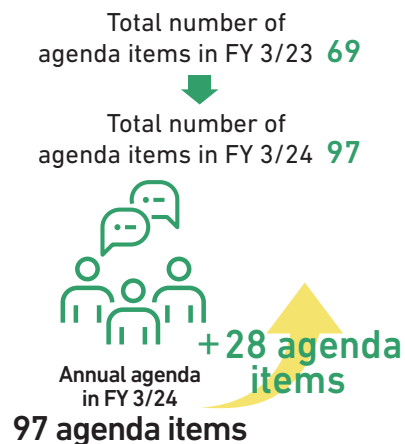 Total number of
agenda items in FY 3/23 69
Total number of
agenda items in FY 3/24 97
+28 agenda
items
Annual agenda
in FY 3/24
97 agenda items